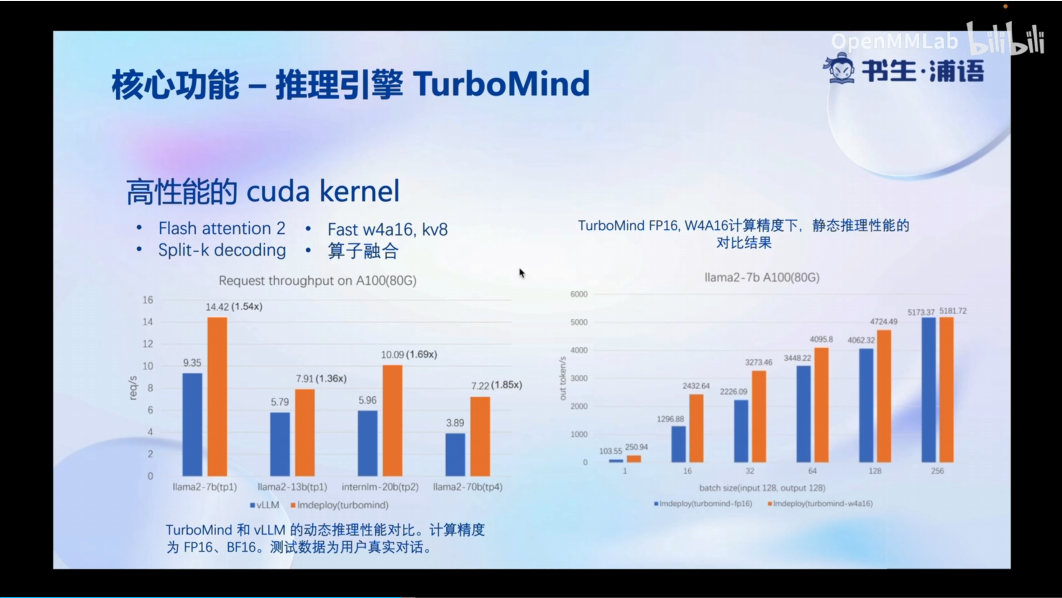 OpenMMLab bilibili
书生·浦语
核心功能 – 推理引擎 TurboMind
高性能的 cuda kernel
• Flash attention 2
• Split-k decoding
• Fast w4a16, kv8
• 算子融合
Request throughput on A100(80G)
req/s
16
14
12
10
8
6
4
2
0
9.35
14.42 (1.54x)
5.79
7.91 (1.36x)
5.96
10.09 (1.69x)
3.89
7.22 (1.85x)
llama2-7b(tp1) llama2-13b(tp1) internlm-20b(tp2) llama2-70b(tp4)
vLLM lmdeploy(turbomind)
TurboMind 和 vLLM 的动态推理性能对比。计算精度
为 FP16、BF16。测试数据为用户真实对话。
TurboMind FP16, W4A16计算精度下，静态推理性能的
对比结果
llama2-7b A100(80G)
out token/s
6000
5000
4000
3000
2000
1000
0
103.55 250.94
1296.88 2432.64
2226.09 3273.46
3448.22 4095.8
4062.32 4724.49
5173.37 5181.72
1 16 32 64 128 256
batch size(input 128, output 128)
lmdeploy(turbomind-fp16) lmdeploy(turbomind-w4a16)